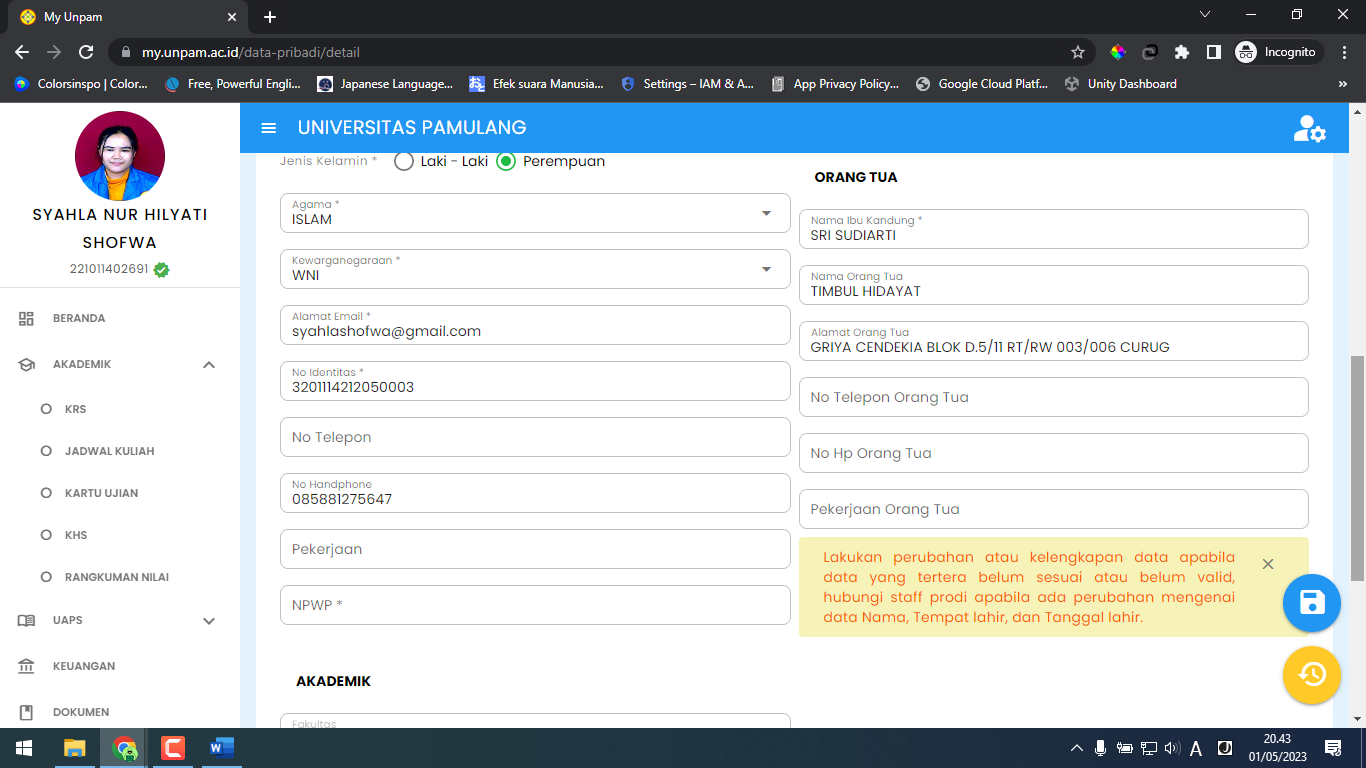 My Unpam
my.unpam.ac.id/data-pribadi/detail
Incognito
Colorsinspo | Color...
Free, Powerful Engli...
Japanese Language...
Efek suara Manusia...
Settings – IAM & A...
App Privacy Policy...
Google Cloud Platf...
Unity Dashboard
»
SYAHLA NUR HILYATI
SHOFWA
221011402691
BERANDA
AKADEMIK
KRS
JADWAL KULIAH
KARTU UJIAN
KHS
RANGKUMAN NILAI
UAPS
KEUANGAN
DOKUMEN
UNIVERSITAS PAMULANG
Jenis Kelamin * Laki - Laki Perempuan
Agama *
ISLAM
Kewarganegaraan *
WNI
Alamat Email *
syahlashofwa@gmail.com
No Identitas *
3201114212050003
No Telepon
No Handphone
085881275647
Pekerjaan
NPWP *
AKADEMIK
Fakultas
ORANG TUA
Nama Ibu Kandung *
SRI SUDIARTI
Nama Orang Tua
TIMBUL HIDAYAT
Alamat Orang Tua
GRIYA CENDEKIA BLOK D.5/11 RT/RW 003/006 CURUG
No Telepon Orang Tua
No Hp Orang Tua
Pekerjaan Orang Tua
Lakukan perubahan atau kelengkapan data apabila
data yang tertera belum sesuai atau belum valid,
hubungi staff prodi apabila ada perubahan mengenai
data Nama, Tempat lahir, dan Tanggal lahir.
A
J
20.43
01/05/2023